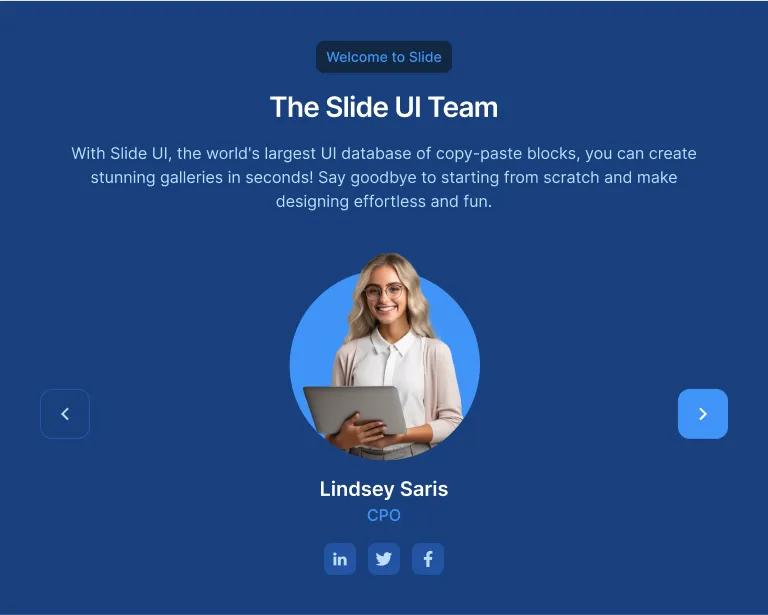 Welcome to Slide
The Slide UI Team
With Slide UI, the world's largest UI database of copy-paste blocks, you can create
stunning galleries in seconds! Say goodbye to starting from scratch and make
designing effortless and fun.
Lindsey Saris
CPO
in
f